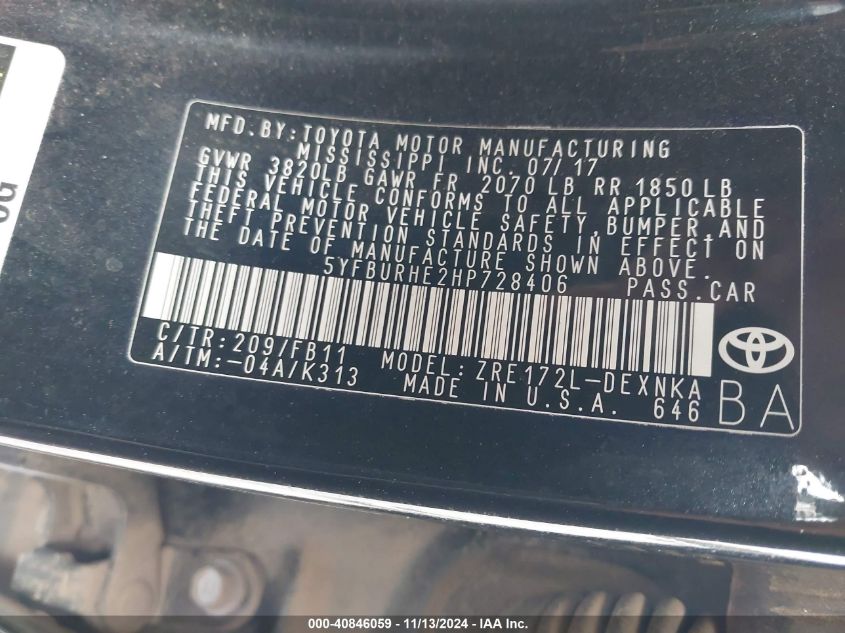 0G
MFD.BY:TOYOTA MOTOR MANUFACTURING
MISSISSIPPI INC. 07/17
GVWR 3820LB GAWR FR 2070 LB RR 1850 LB
THIS VEHICLE CONFORMS TO ALL APPLICABLE
FEDERAL MOTOR VEHICLE SAFETY, BUMPER, AND
THEFT PREVENTION STANDARDS IN EFFECT ON
THE DATE OF MANUFACTURE SHOWN ABOVE.
5YFBURHE2HP728406 PASS.CAR
C/TR:209/FB11 MODEL:ZRE172L-DEXNKA
A/TM:-04A/K313 MADE IN U.S.A. 646
BA
000-40846059 - 11/13/2024 - IAA Inc.